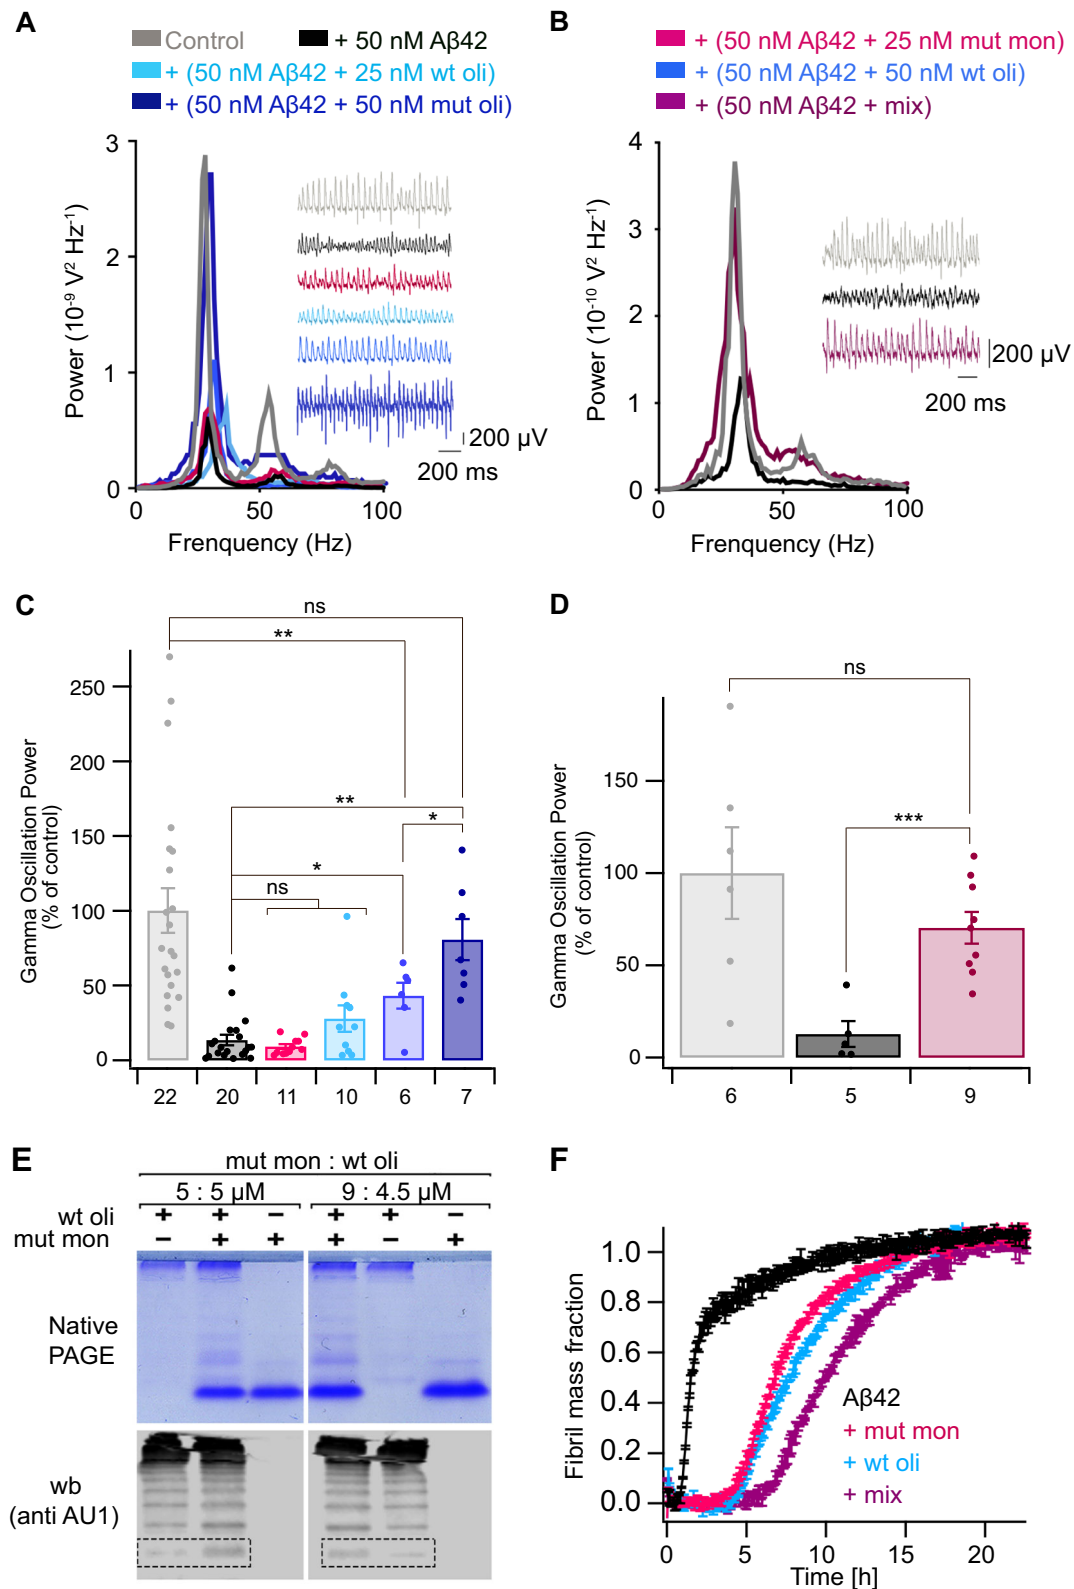 A
Control
+ 50 nM Aβ42
+ (50 nM Aβ42 + 25 nM wt oli)
+ (50 nM Aβ42 + 50 nM mut oli)
3
2
1
0
Power (10-9 V2 Hz-1)
200 µV
200 ms
0
50
100
Frenquency (Hz)
B
+ (50 nM Aβ42 + 25 nM mut mon)
+ (50 nM Aβ42 + 50 nM wt oli)
+ (50 nM Aβ42 + mix)
4
3
2
1
0
Power (10-10 V2 Hz-1)
200 µV
200 ms
0
50
100
Frenquency (Hz)
C
ns
**
**
*
*
ns
250
200
150
100
50
0
Gamma Oscillation Power
(% of control)
22
20
11
10
6
7
D
ns
***
150
100
50
0
Gamma Oscillation Power
(% of control)
6
5
9
E
mut mon : wt oli
5 : 5 µM
9 : 4.5 µM
wt oli + + − + + −
mut mon − + + + − +
Native
PAGE
wb
(anti AU1)
F
1.0
0.8
0.6
0.4
0.2
0.0
Fibril mass fraction
Aβ42
+ mut mon
+ wt oli
+ mix
0
5
10
15
20
Time [h]